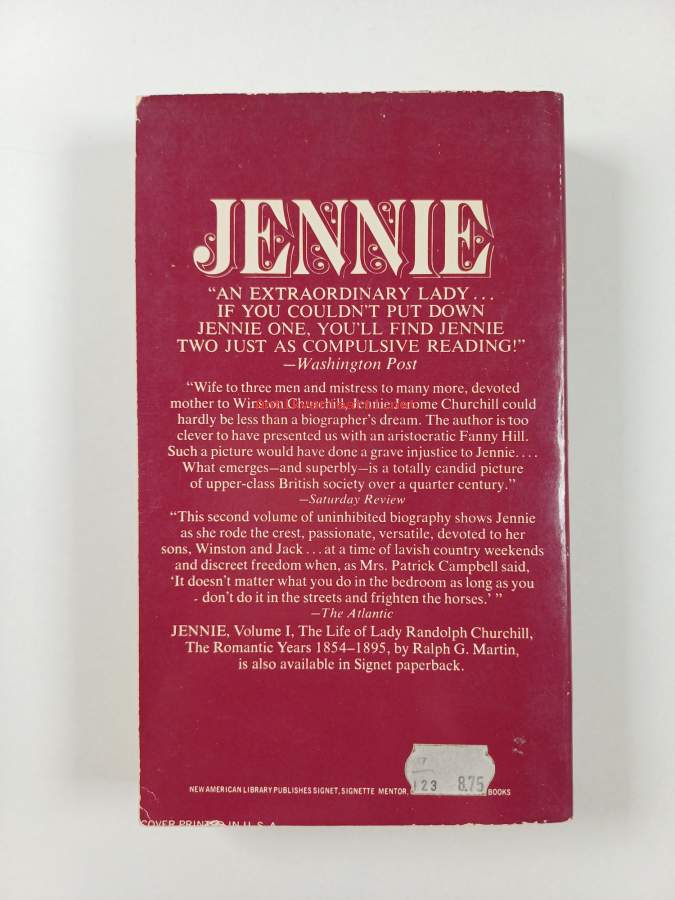 JENNIE
“AN EXTRAORDINARY LADY...
IF YOU COULDN’T PUT DOWN
JENNIE ONE, YOU’LL FIND JENNIE
TWO JUST AS COMPULSIVE READING!”
—Washington Post
“Wife to three men and mistress to many more, devoted
mother to Winston Churchill, Jennie Jerome Churchill could
hardly be less than a biographer’s dream. The author is too
clever to have presented us with an aristocratic Fanny Hill.
Such a picture would have done a grave injustice to Jennie....
What emerges—and superbly—is a totally candid picture
of upper-class British society over a quarter century.”
—Saturday Review
“This second volume of uninhibited biography shows Jennie
as she rode the crest, passionate, versatile, devoted to her
sons, Winston and Jack...at a time of lavish country weekends
and discreet freedom when, as Mrs. Patrick Campbell said,
‘It doesn’t matter what you do in the bedroom as long as you
don’t do it in the streets and frighten the horses.’ ”
—The Atlantic
JENNIE, Volume I, The Life of Lady Randolph Churchill,
The Romantic Years 1854–1895, by Ralph G. Martin,
is also available in Signet paperback.
123 8.75
NEW AMERICAN LIBRARY PUBLISHES SIGNET, SIGNETTE MENTOR, BOOKS
COVER PRINTED IN U.S.A.